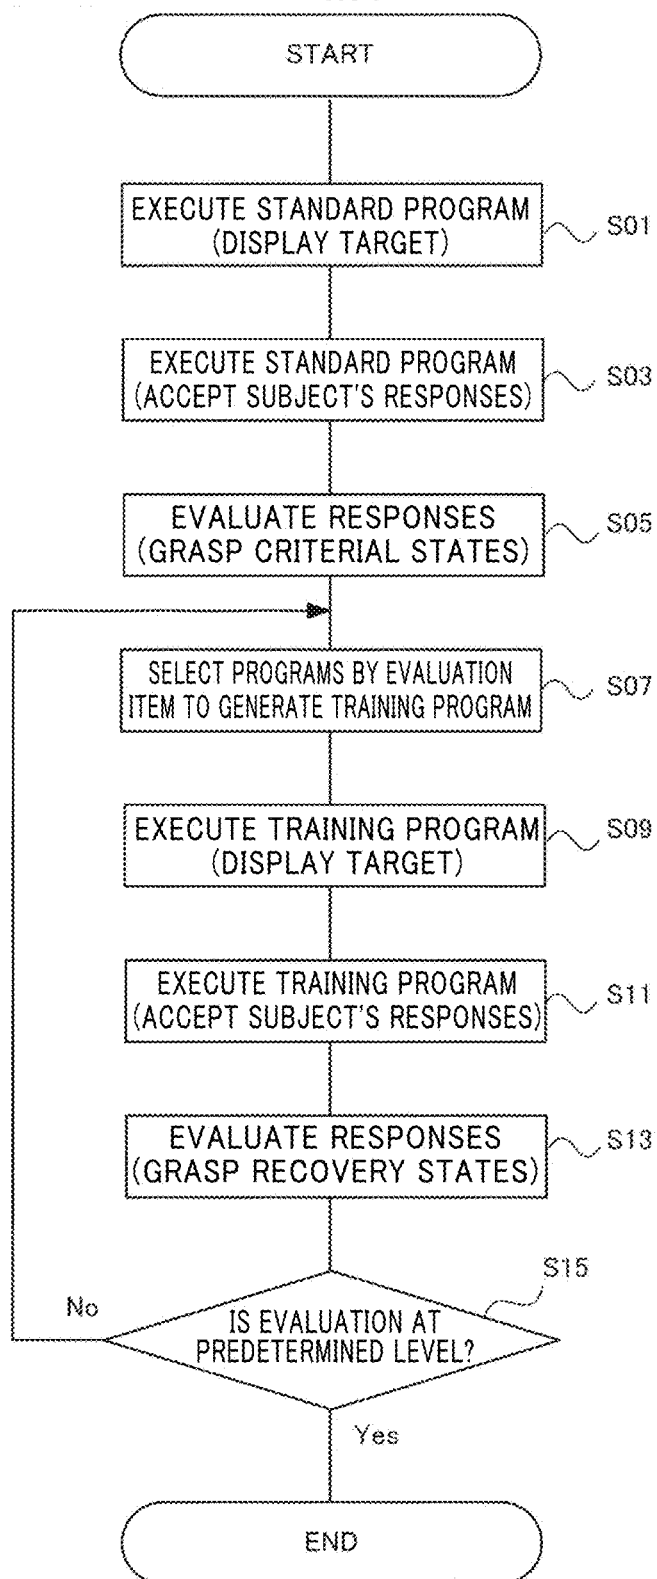 START
EXECUTE STANDARD PROGRAM
(DISPLAY TARGET)
S01
EXECUTE STANDARD PROGRAM
(ACCEPT SUBJECT'S RESPONSES)
S03
EVALUATE RESPONSES
(GRASP CRITERIAL STATES)
S05
SELECT PROGRAMS BY EVALUATION
ITEM TO GENERATE TRAINING PROGRAM
S07
EXECUTE TRAINING PROGRAM
(DISPLAY TARGET)
S09
EXECUTE TRAINING PROGRAM
(ACCEPT SUBJECT'S RESPONSES)
S11
EVALUATE RESPONSES
(GRASP RECOVERY STATES)
S13
S15
No
IS EVALUATION AT
PREDETERMINED LEVEL?
Yes
END